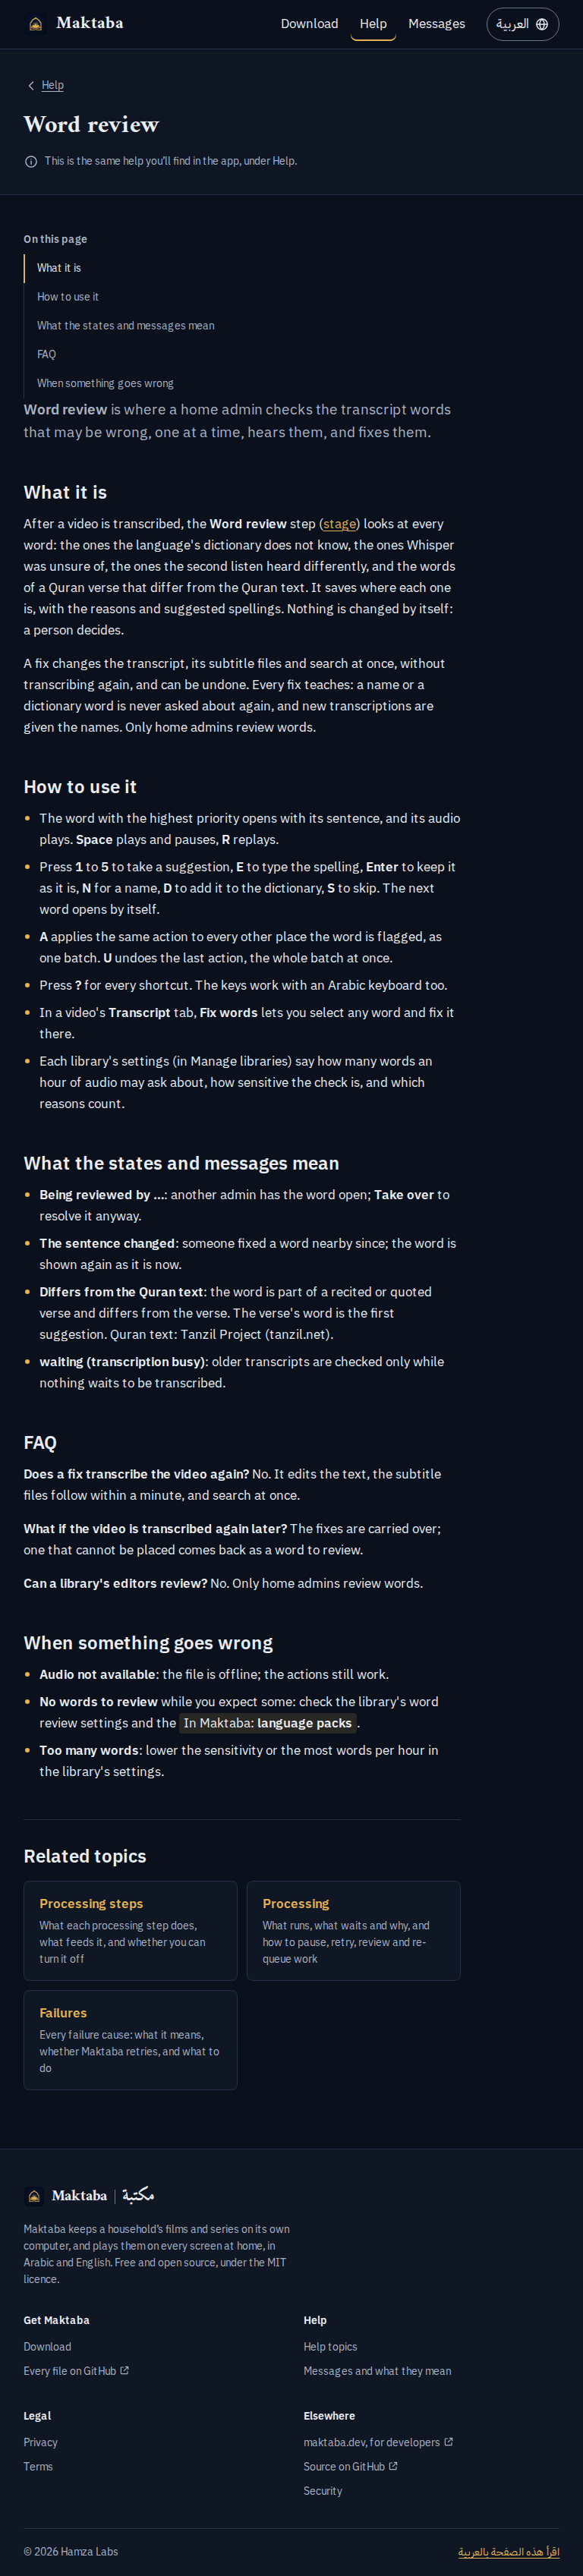 Maktaba
Download Help Messages العربية
Help
Word review
This is the same help you'll find in the app, under Help.
On this page
What it is
How to use it
What the states and messages mean
FAQ
When something goes wrong
Word review is where a home admin checks the transcript words
that may be wrong, one at a time, hears them, and fixes them.
What it is
After a video is transcribed, the Word review step (stage) looks at every
word: the ones the language's dictionary does not know, the ones Whisper
was unsure of, the ones the second listen heard differently, and the words
of a Quran verse that differ from the Quran text. It saves where each one
is, with the reasons and suggested spellings. Nothing is changed by itself:
a person decides.
A fix changes the transcript, its subtitle files and search at once, without
transcribing again, and can be undone. Every fix teaches: a name or a
dictionary word is never asked about again, and new transcriptions are
given the names. Only home admins review words.
How to use it
The word with the highest priority opens with its sentence, and its audio
plays. Space plays and pauses, R replays.
Press 1 to 5 to take a suggestion, E to type the spelling, Enter to keep it
as it is, N for a name, D to add it to the dictionary, S to skip. The next
word opens by itself.
A applies the same action to every other place the word is flagged, as
one batch. U undoes the last action, the whole batch at once.
Press ? for every shortcut. The keys work with an Arabic keyboard too.
In a video's Transcript tab, Fix words lets you select any word and fix it
there.
Each library's settings (in Manage libraries) say how many words an
hour of audio may ask about, how sensitive the check is, and which
reasons count.
What the states and messages mean
Being reviewed by ...: another admin has the word open; Take over to
resolve it anyway.
The sentence changed: someone fixed a word nearby since; the word is
shown again as it is now.
Differs from the Quran text: the word is part of a recited or quoted
verse and differs from the verse. The verse's word is the first
suggestion. Quran text: Tanzil Project (tanzil.net).
waiting (transcription busy): older transcripts are checked only while
nothing waits to be transcribed.
FAQ
Does a fix transcribe the video again? No. It edits the text, the subtitle
files follow within a minute, and search at once.
What if the video is transcribed again later? The fixes are carried over;
one that cannot be placed comes back as a word to review.
Can a library's editors review? No. Only home admins review words.
When something goes wrong
Audio not available: the file is offline; the actions still work.
No words to review while you expect some: check the library's word
review settings and the In Maktaba: language packs.
Too many words: lower the sensitivity or the most words per hour in
the library's settings.
Related topics
Processing steps
What each processing step does,
what feeds it, and whether you can
turn it off
Processing
What runs, what waits and why, and
how to pause, retry, review and re-
queue work
Failures
Every failure cause: what it means,
whether Maktaba retries, and what to
do
Maktaba | مكتبة
Maktaba keeps a household's films and series on its own
computer, and plays them on every screen at home, in
Arabic and English. Free and open source, under the MIT
licence.
Get Maktaba
Download
Every file on GitHub
Help
Help topics
Messages and what they mean
Legal
Privacy
Terms
Elsewhere
maktaba.dev, for developers
Source on GitHub
Security
© 2026 Hamza Labs
اقرأ هذه الصفحة بالعربية